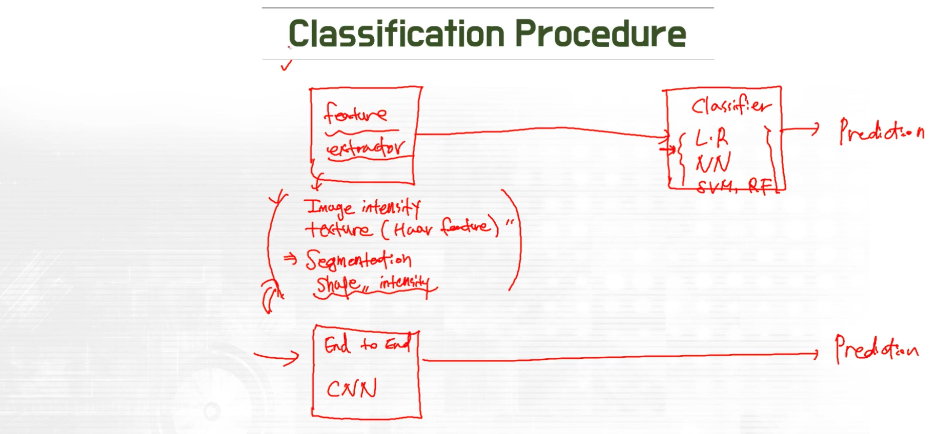 Classification Procedure
feature
extractor
Classifier
L.R
NN
SVM, RF
Prediction
Image intensity
texture (Haar feature) "
⇒ Segmentation
shape,, intensity
End to End
CNN
Prediction